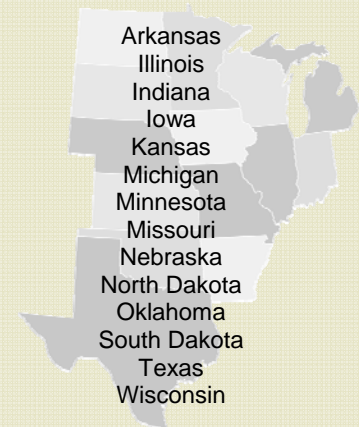 Arkansas
Illinois
Indiana
Iowa
Kansas
Michigan
Minnesota
Missouri
Nebraska
North Dakota
Oklahoma
South Dakota
Texas
Wisconsin